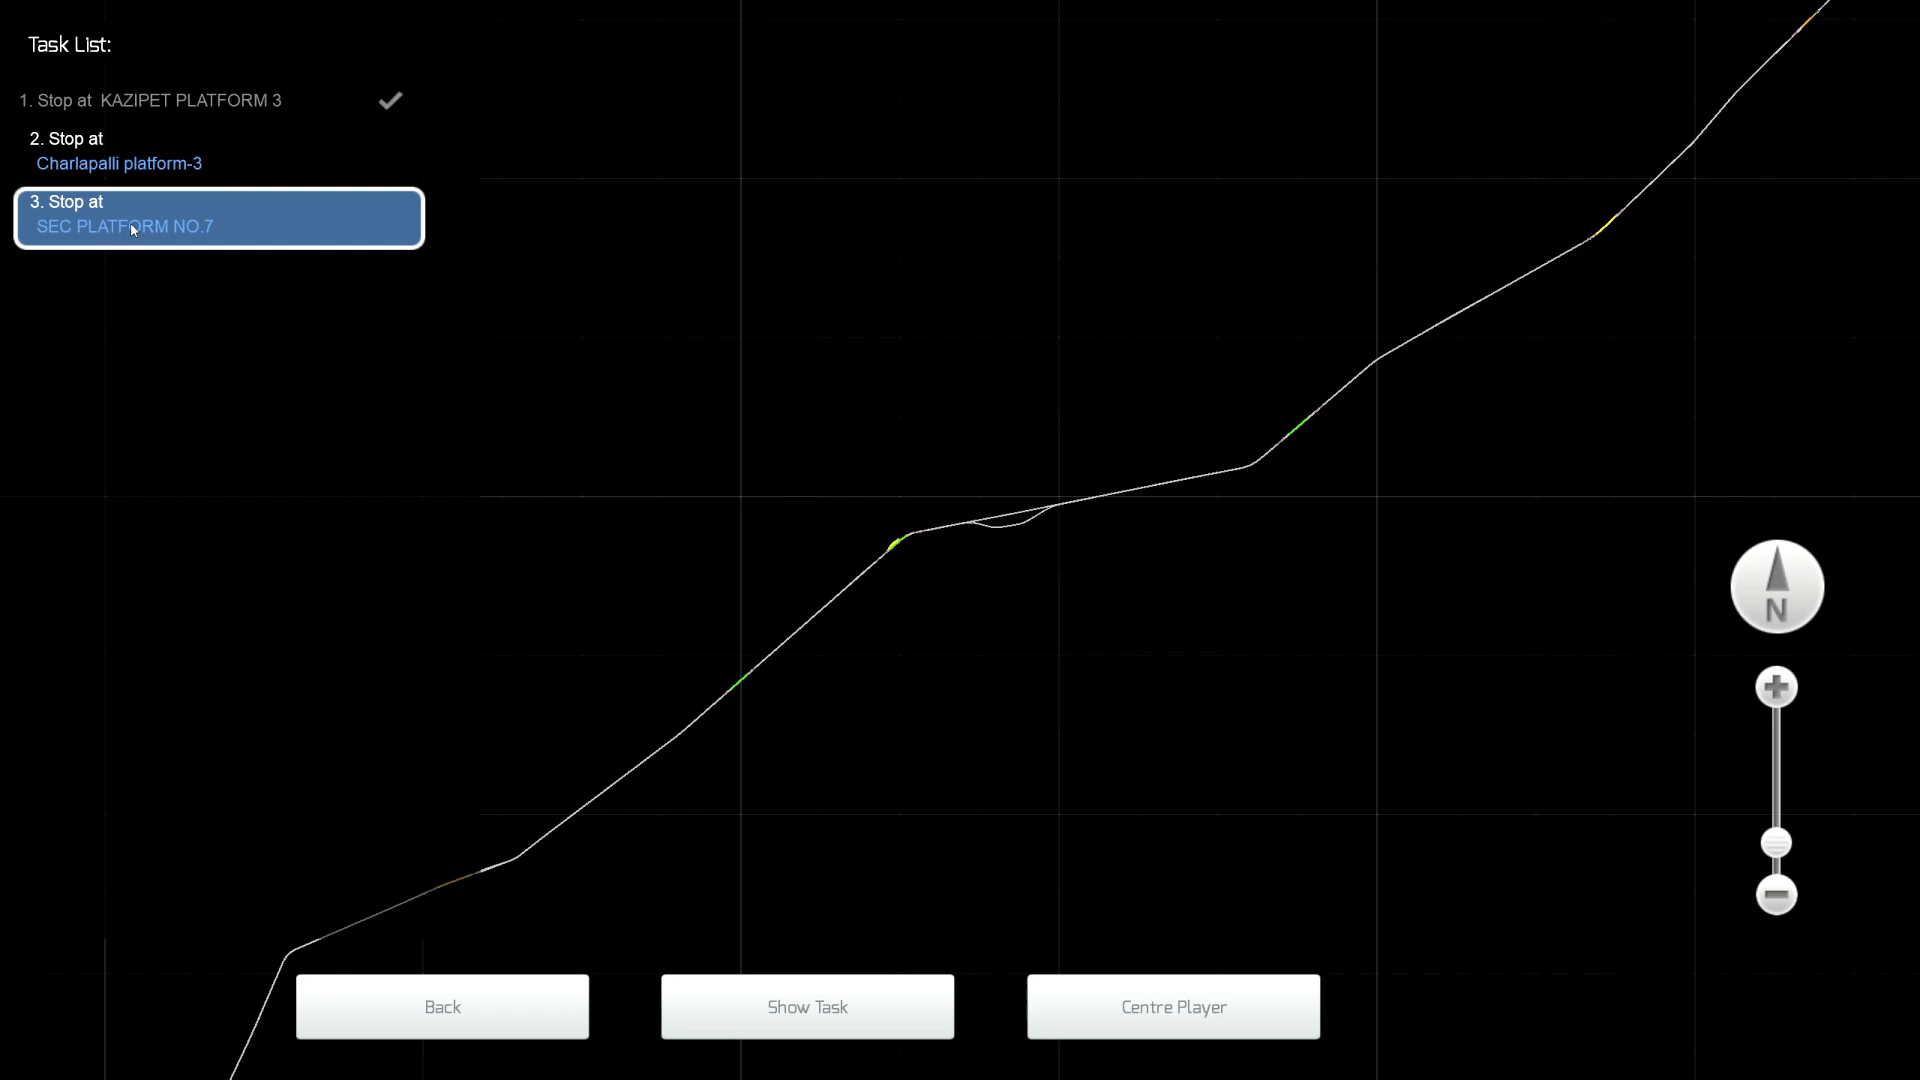 Task List:
1. Stop at KAZIPET PLATFORM 3
2. Stop at
Charlapalli platform-3
3. Stop at
SEC PLATFORM NO.7
N
Back
Show Task
Centre Player